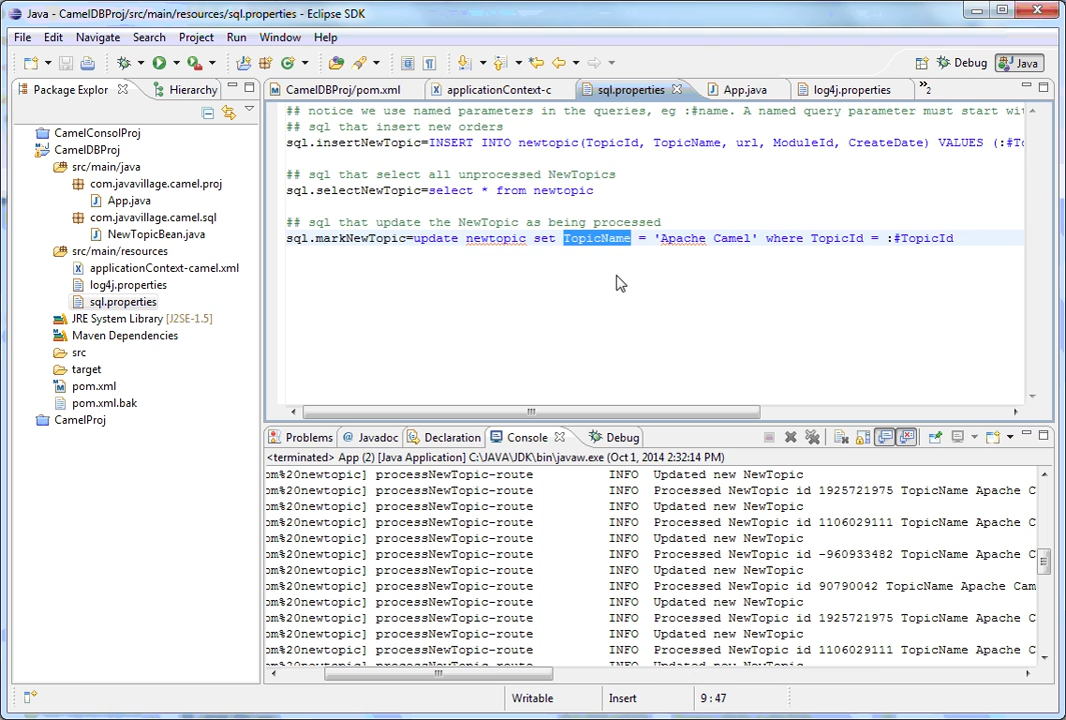 Java - CamelDBProj/src/main/resources/sql.properties - Eclipse SDK
File Edit Navigate Search Project Run Window Help
Debug Java
Package Explor Hierarchy
CamelDBProj/pom.xml applicationContext-c sql.properties App.java log4j.properties »2
CamelConsolProj
CamelDBProj
src/main/java
com.javavillage.camel.proj
App.java
com.javavillage.camel.sql
NewTopicBean.java
src/main/resources
applicationContext-camel.xml
log4j.properties
sql.properties
JRE System Library [J2SE-1.5]
Maven Dependencies
src
target
pom.xml
pom.xml.bak
CamelProj
## notice we use named parameters in the queries, eg :#name. A named query parameter must start wi
## sql that insert new orders
sql.insertNewTopic=INSERT INTO newtopic(TopicId, TopicName, url, ModuleId, CreateDate) VALUES (:#To
## sql that select all unprocessed NewTopics
sql.selectNewTopic=select * from newtopic
## sql that update the NewTopic as being processed
sql.markNewTopic=update newtopic set TopicName = 'Apache Camel' where TopicId = :#TopicId
Problems Javadoc Declaration Console Debug
<terminated> App (2) [Java Application] C:\JAVA\JDK\bin\javaw.exe (Oct 1, 2014 2:32:14 PM)
om%20newtopic] processNewTopic-route INFO Updated new NewTopic
om%20newtopic] processNewTopic-route INFO Processed NewTopic id 1925721975 TopicName Apache C
om%20newtopic] processNewTopic-route INFO Updated new NewTopic
om%20newtopic] processNewTopic-route INFO Processed NewTopic id 1106029111 TopicName Apache C
om%20newtopic] processNewTopic-route INFO Updated new NewTopic
om%20newtopic] processNewTopic-route INFO Processed NewTopic id -960933482 TopicName Apache C
om%20newtopic] processNewTopic-route INFO Updated new NewTopic
om%20newtopic] processNewTopic-route INFO Processed NewTopic id 90790042 TopicName Apache Cam
om%20newtopic] processNewTopic-route INFO Updated new NewTopic
om%20newtopic] processNewTopic-route INFO Processed NewTopic id 1925721975 TopicName Apache C
om%20newtopic] processNewTopic-route INFO Updated new NewTopic
om%20newtopic] processNewTopic-route INFO Processed NewTopic id 1106029111 TopicName Apache C
om%20newtopic] processNewTopic-route INFO Updated new NewTopic
Writable Insert 9 : 47